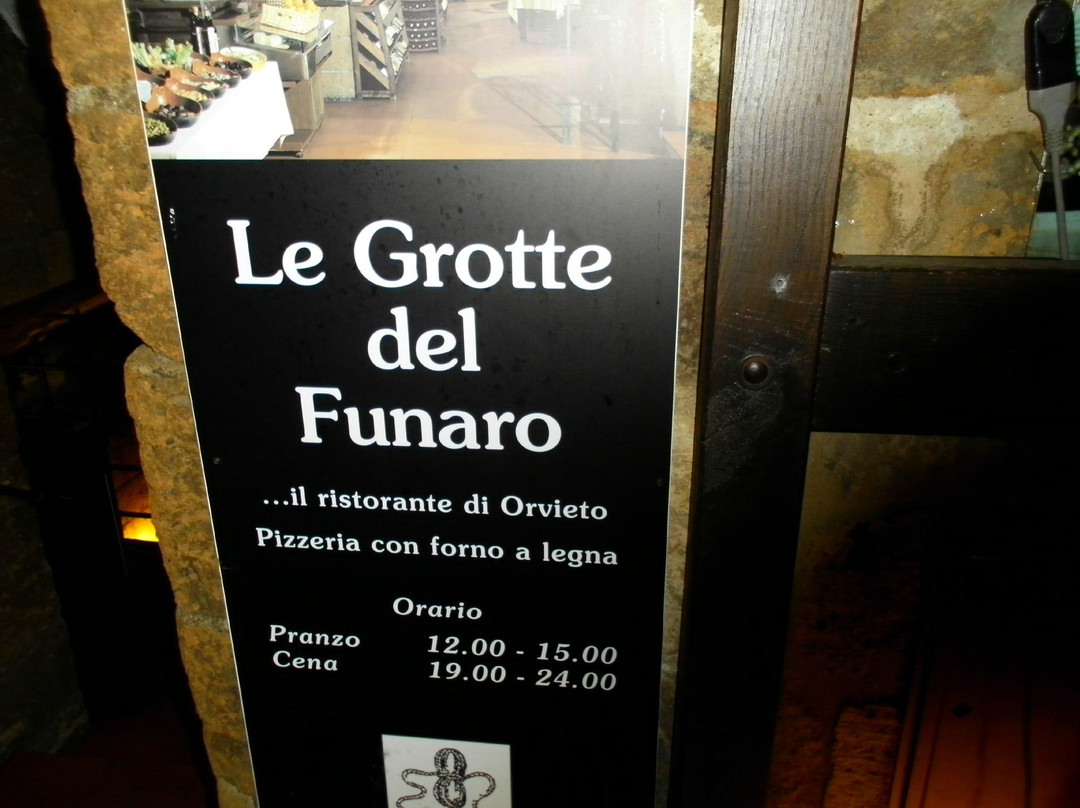 Le Grotte
del
Funaro
...il ristorante di Orvieto
Pizzeria con forno a legna
Orario
Pranzo 12.00 - 15.00
Cena 19.00 - 24.00